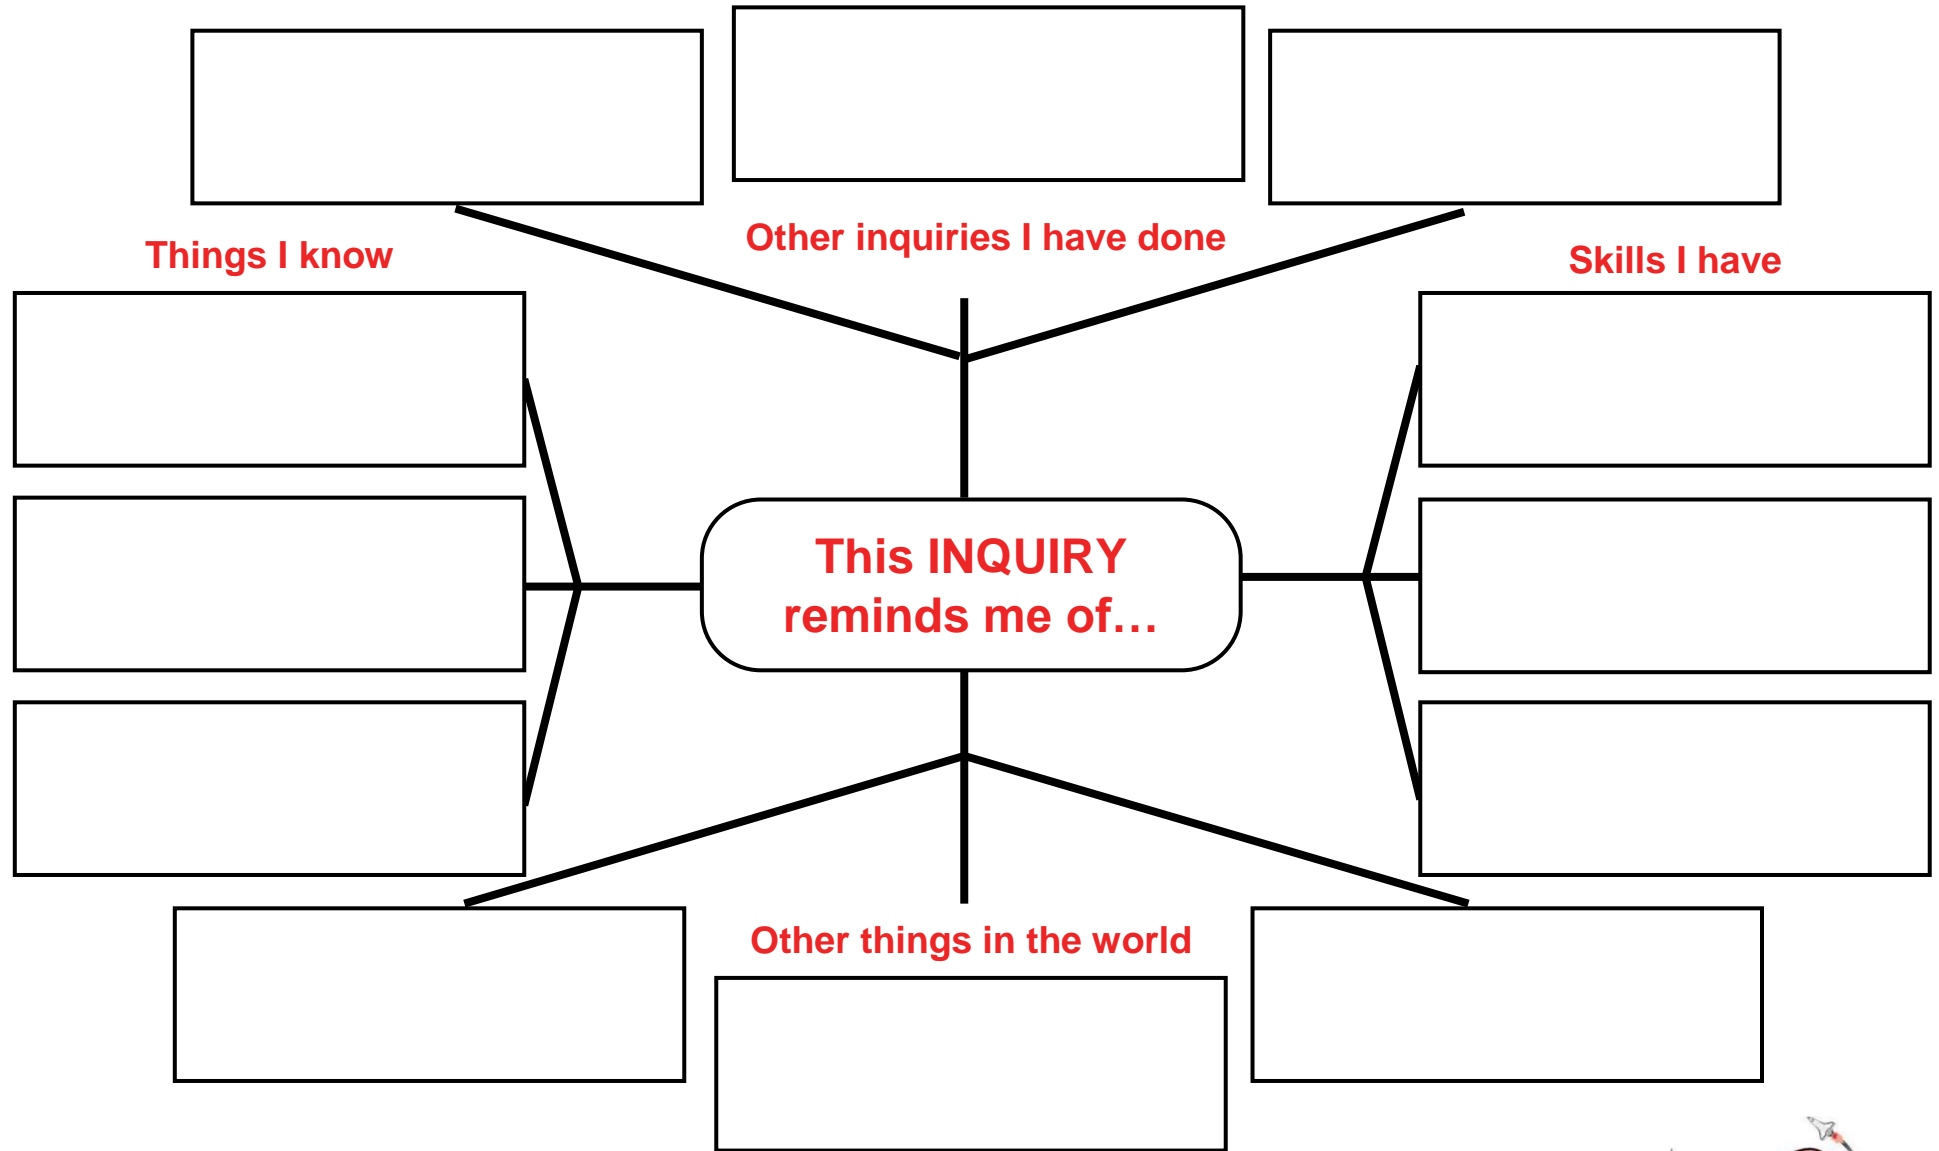 Other inquiries I have done
Things I know
Skills I have
This INQUIRY
reminds me of…
Other things in the world